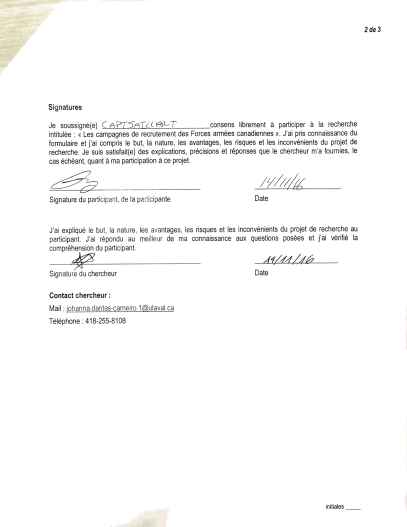 2 de 3
Signatures
Je soussigné(e) consens librement à participer à la recherche
intitulée : « Les campagnes de recrutement des Forces armées canadiennes ». J'ai pris connaissance du
formulaire et j'ai compris le but, la nature, les avantages, les risques et les inconvénients du projet de
recherche. Je suis satisfait(e) des explications, précisions et réponses que le chercheur m'a fournies, le
cas échéant, quant à ma participation à ce projet.
14/11/16
Signature du participant, de la participante Date
J'ai expliqué le but, la nature, les avantages, les risques et les inconvénients du projet de recherche au
participant. J'ai répondu au meilleur de ma connaissance aux questions posées et j'ai vérifié la
compréhension du participant.
14/11/16
Signature du chercheur Date
Contact chercheur :
Mail : johanna.dantas-carneiro.1@ulaval.ca
Téléphone : 418-255-8108
Initiales _____